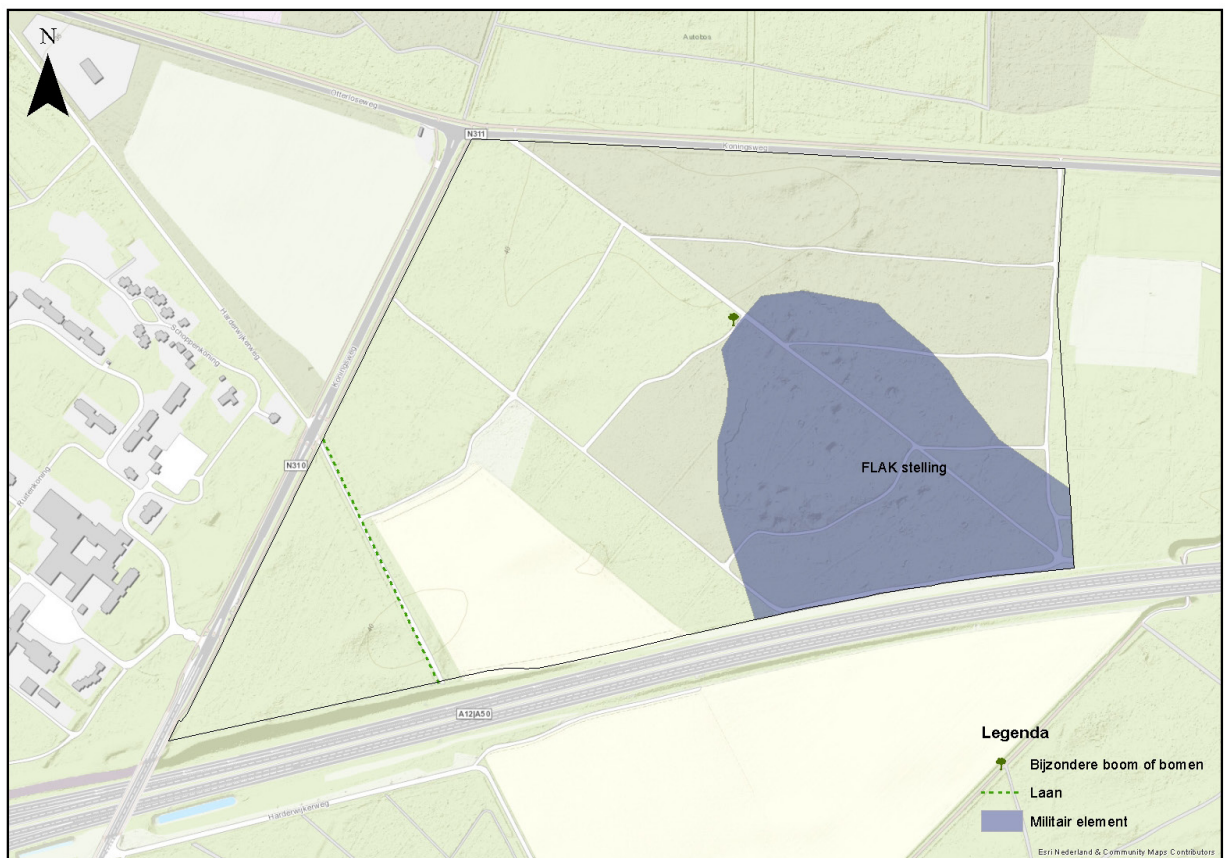 N
Autobos
Otterloseweg
N311
Koningsweg
Harderwijkerweg
Schoppenkoning
Koningsweg
N310
Ruitenkoning
FLAK stelling
A12|A50
Harderwijkerweg
Legenda
Bijzondere boom of bomen
Laan
Militair element
Esri Nederland & Community Maps Contributors